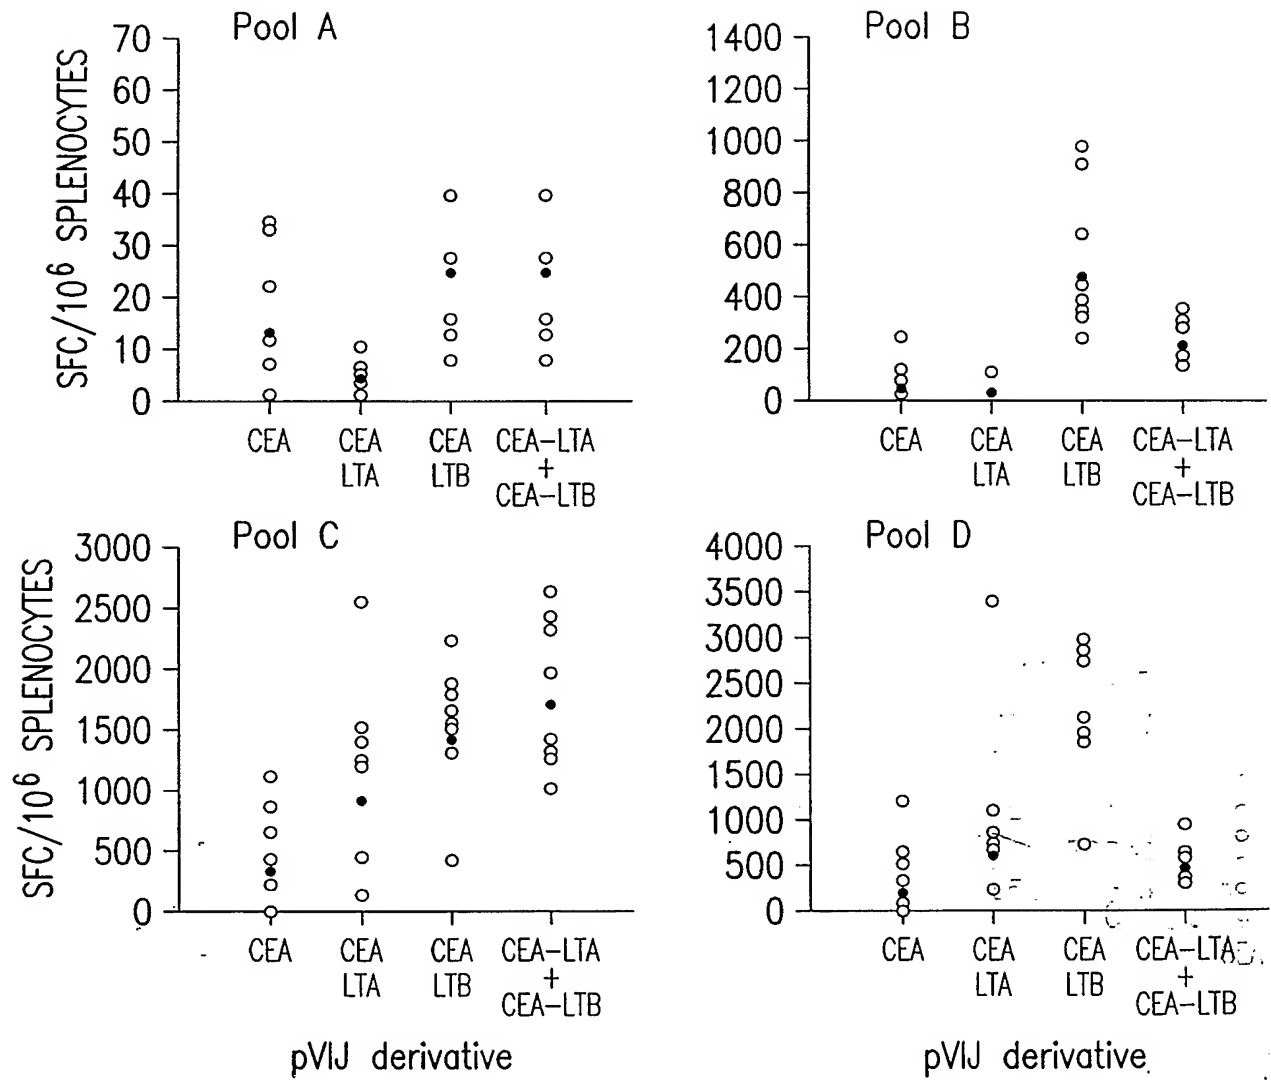 Pool A
70
60
50
40
30
20
10
0
SFC/10⁶ SPLENOCYTES
CEA
CEA LTA
CEA LTB
CEA-LTA + CEA-LTB
Pool B
1400
1200
1000
800
600
400
200
0
CEA
CEA LTA
CEA LTB
CEA-LTA + CEA-LTB
Pool C
3000
2500
2000
1500
1000
500
0
SFC/10⁶ SPLENOCYTES
CEA
CEA LTA
CEA LTB
CEA-LTA + CEA-LTB
pVIJ derivative
Pool D
4000
3500
3000
2500
2000
1500
1000
500
0
CEA
CEA LTA
CEA LTB
CEA-LTA + CEA-LTB
pVIJ derivative